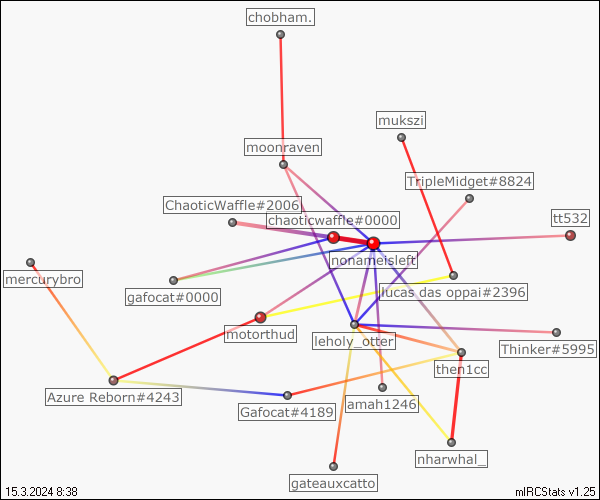 chobham.
mukszi
moonraven
TripleMidget#8824
ChaoticWaffle#2006
chaoticwaffle#0000
tt532
nonameisleft
mercurybro
gafocat#0000
lucas das oppai#2396
motorthud
leholy_otter
Thinker#5995
then1cc
Azure Reborn#4243
Gafocat#4189
amah1246
nharwhal_
gateauxcatto
15.3.2024 8:38
mIRCStats v1.25